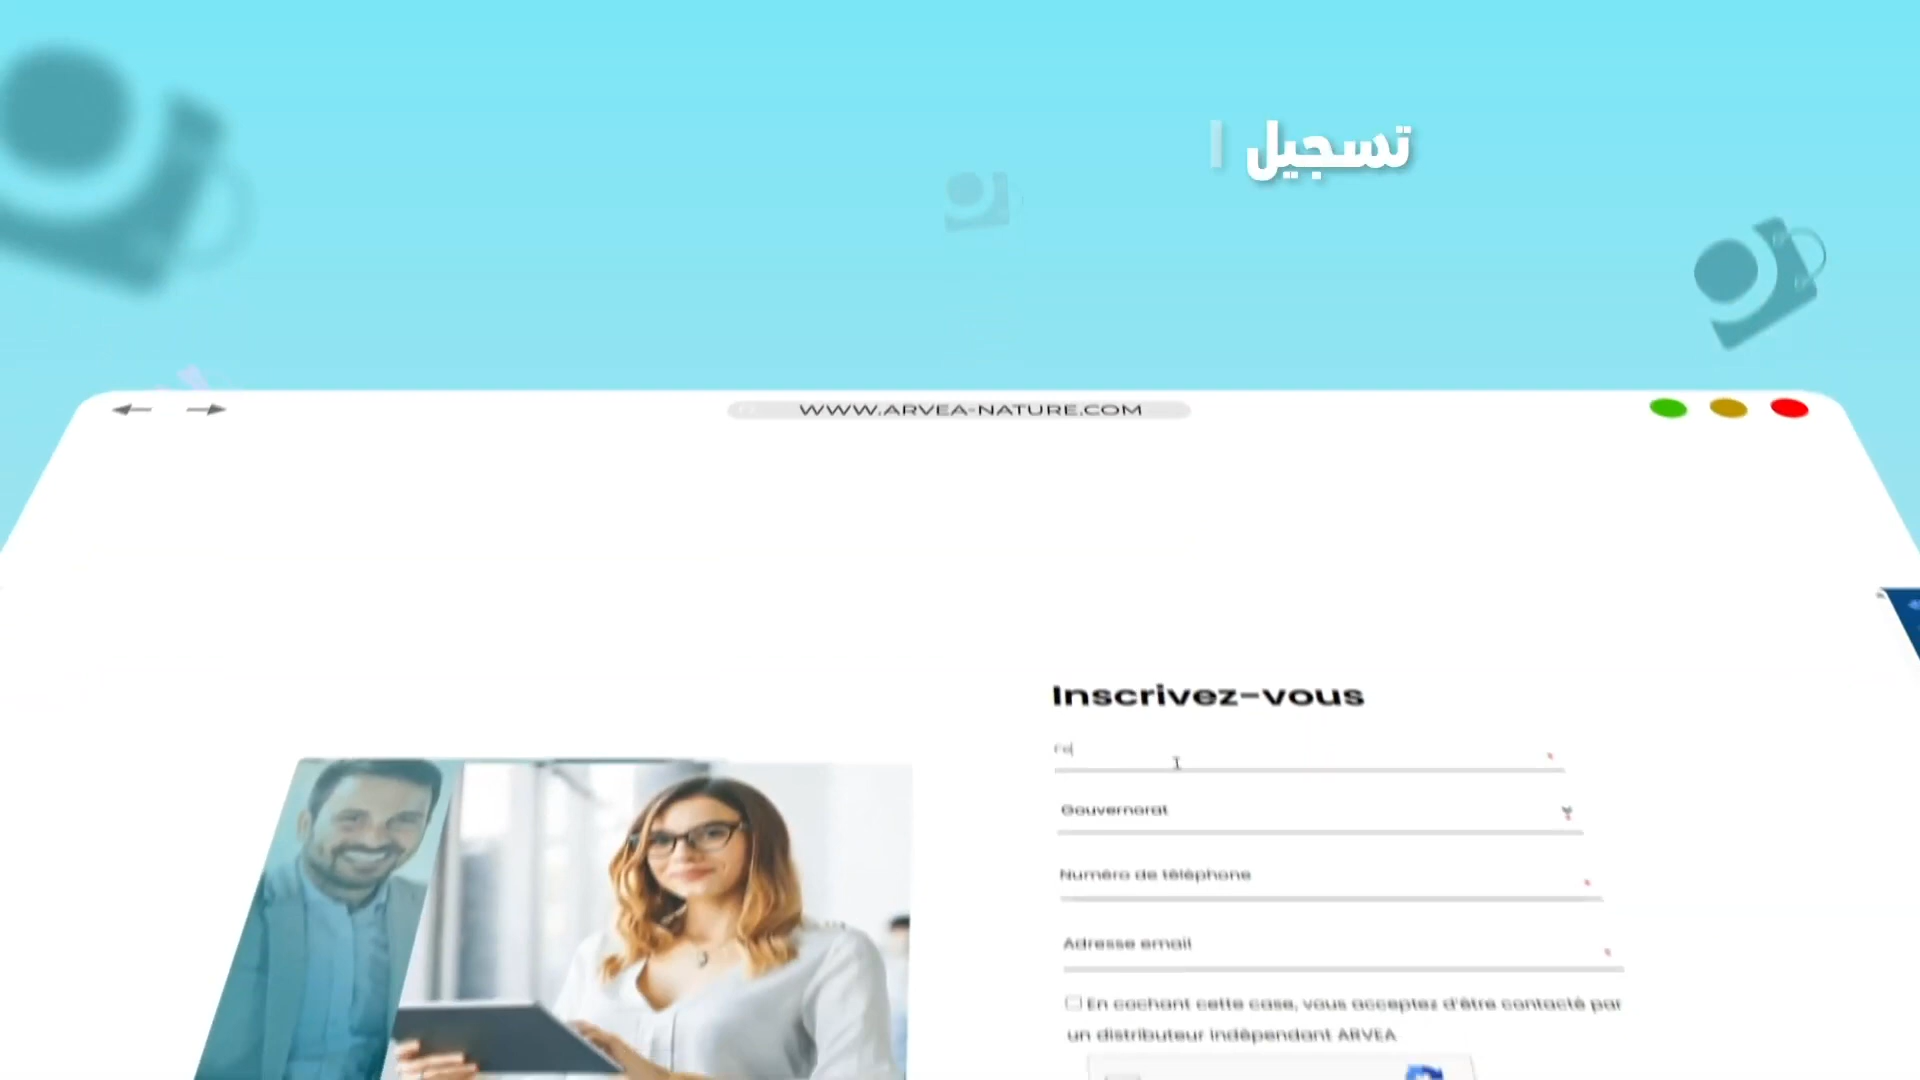 تسجيل ا
WWW.ARVEA-NATURE.COM
Inscrivez-vous
Gouvernorat
Numéro de téléphone
Adresse email
En cochant cette case, vous acceptez d'être contacté par
un distributeur indépendant ARVEA